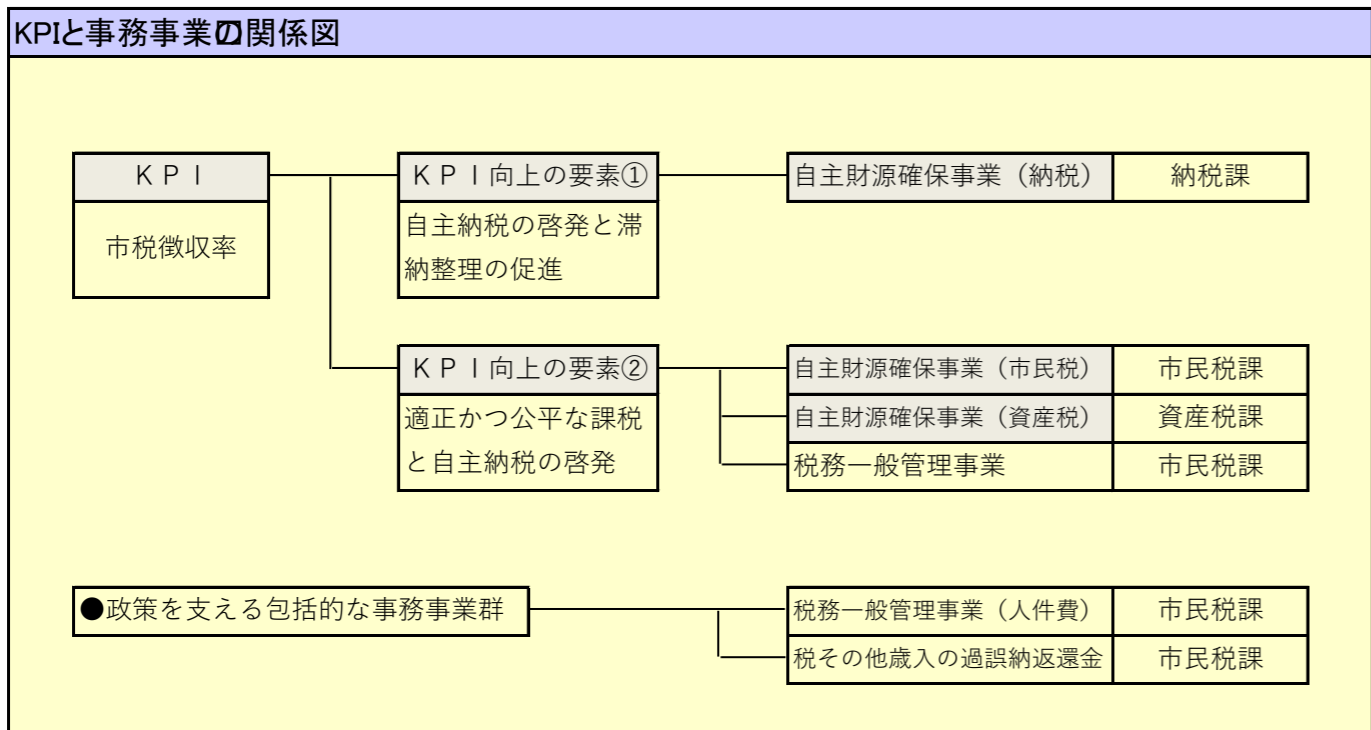 KPIと事務事業の関係図
ＫＰＩ
ＫＰＩ向上の要素①
自主財源確保事業（納税）
納税課
市税徴収率
自主納税の啓発と滞
納整理の促進
ＫＰＩ向上の要素②
自主財源確保事業（市民税）
市民税課
適正かつ公平な課税
と自主納税の啓発
自主財源確保事業（資産税）
資産税課
税務一般管理事業
市民税課
●政策を支える包括的な事務事業群
税務一般管理事業（人件費）
市民税課
税その他歳入の過誤納返還金
市民税課